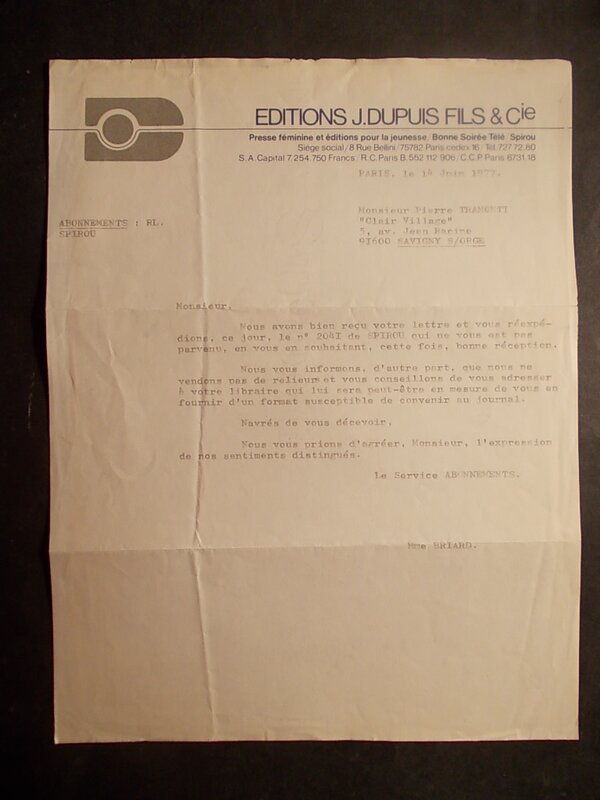 EDITIONS J.DUPUIS FILS & Cie
Presse féminine et éditions pour la jeunesse/Bonne Soirée Télé/Spirou
Siège social/8 Rue Bellini/75782 Paris cedex 16/Tél.727 72.80
S.A.Capital 7.254.750 Francs/R.C.Paris B.552 112 906/C.C.P Paris 6731.18
PARIS, le 14 Juin 1977.
Monsieur Pierre TRAMONTI
"Clair Village"
5, av. Jean Racine
91600 SAVIGNY S/ORGE
ABONNEMENTS : RL.
SPIROU
Monsieur,
Nous avons bien reçu votre lettre et vous réexpé-
dions, ce jour, le n° 204I de SPIROU qui ne vous est pas
parvenu, en vous en souhaitant, cette fois, bonne réception.
Nous vous informons, d'autre part, que nous ne
vendons pas de relieurs et vous conseillons de vous adresser
à votre libraire qui lui sera peut-être en mesure de vous en
fournir d'un format susceptible de convenir au journal.
Navrés de vous décevoir,
Nous vous prions d'agréer, Monsieur, l'expression
de nos sentiments distingués.
Le Service ABONNEMENTS.
Mme BRIARD.